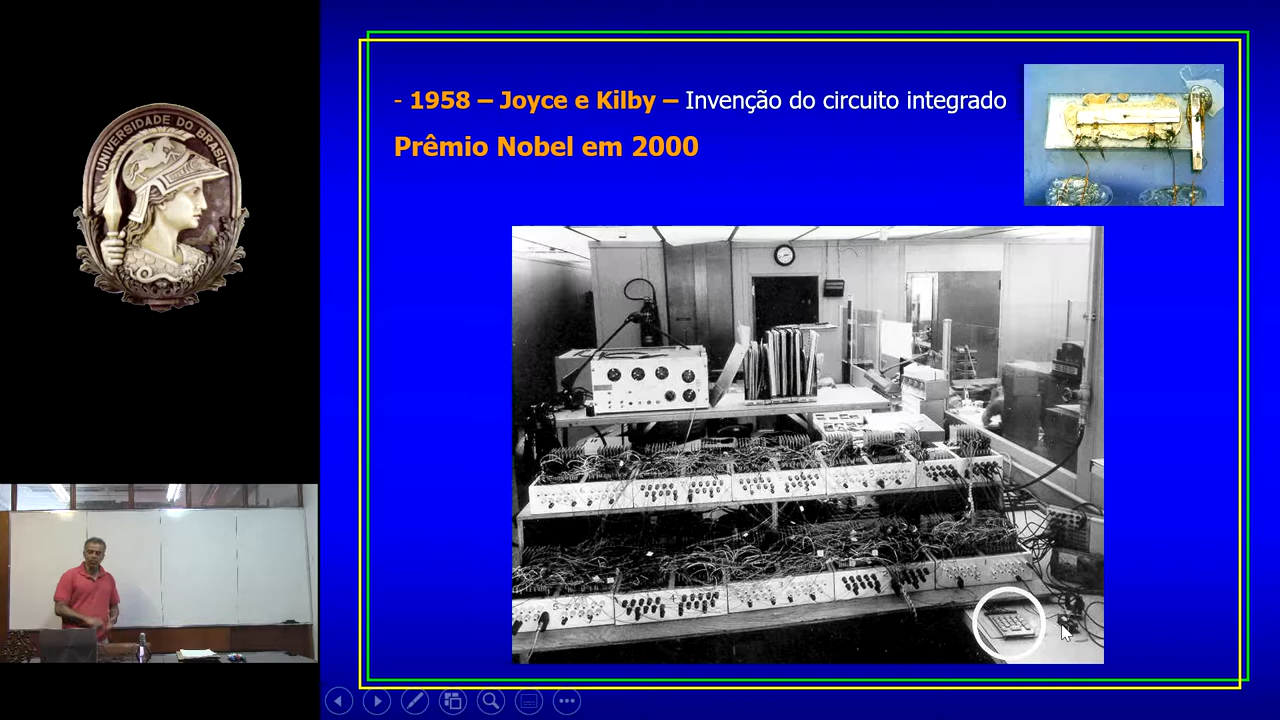 UNIVERSIDADE DO BRASIL
- 1958 – Joyce e Kilby – Invenção do circuito integrado
Prêmio Nobel em 2000